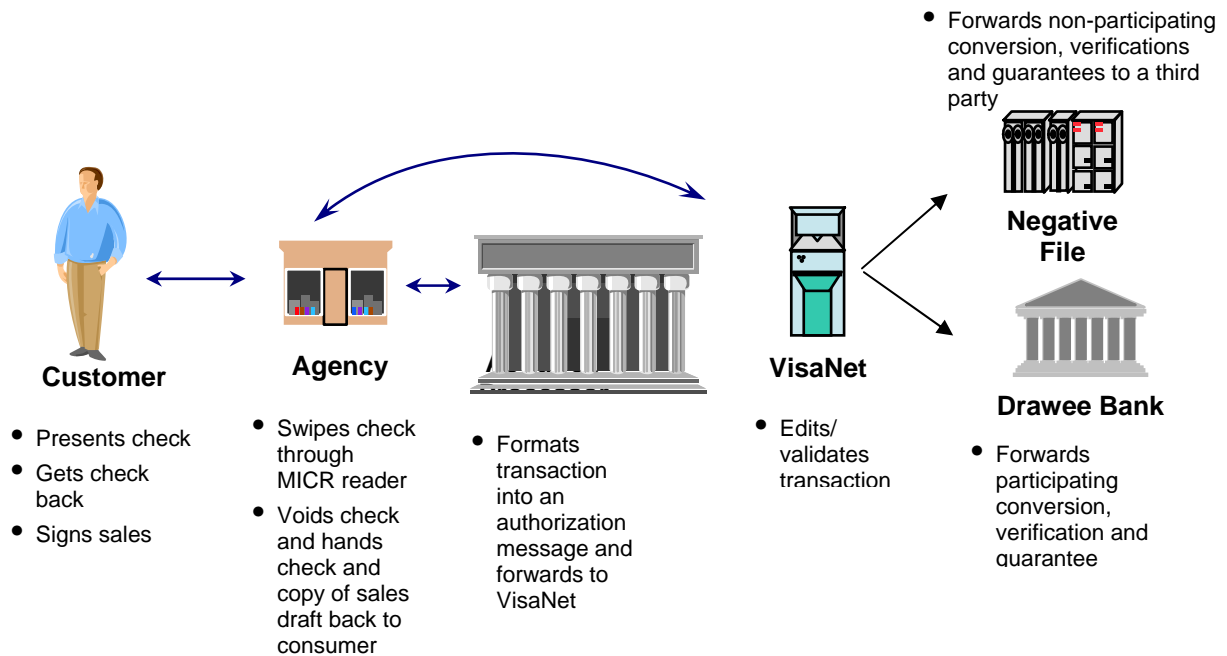 • Forwards non-participating
conversion, verifications
and guarantees to a third
party
Negative
File
Customer
Agency
VisaNet
Drawee Bank
• Presents check
• Gets check
back
• Signs sales
• Swipes check
through
MICR reader
• Voids check
and hands
check and
copy of sales
draft back to
consumer
• Formats
transaction
into an
authorization
message and
forwards to
VisaNet
• Edits/
validates
transaction
• Forwards
participating
conversion,
verification and
guarantee